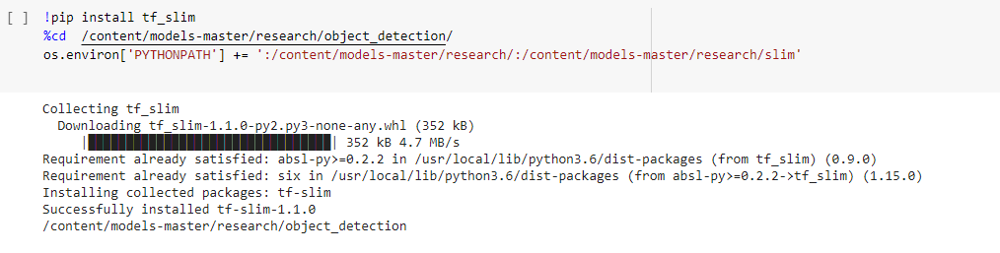 [ ] !pip install tf_slim
%cd /content/models-master/research/object_detection/
os.environ['PYTHONPATH'] += ':/content/models-master/research/:/content/models-master/research/slim'
Collecting tf_slim
Downloading tf_slim-1.1.0-py2.py3-none-any.whl (352 kB)
|████████████████████████████████| 352 kB 4.7 MB/s
Requirement already satisfied: absl-py>=0.2.2 in /usr/local/lib/python3.6/dist-packages (from tf_slim) (0.9.0)
Requirement already satisfied: six in /usr/local/lib/python3.6/dist-packages (from absl-py>=0.2.2->tf_slim) (1.15.0)
Installing collected packages: tf-slim
Successfully installed tf-slim-1.1.0
/content/models-master/research/object_detection